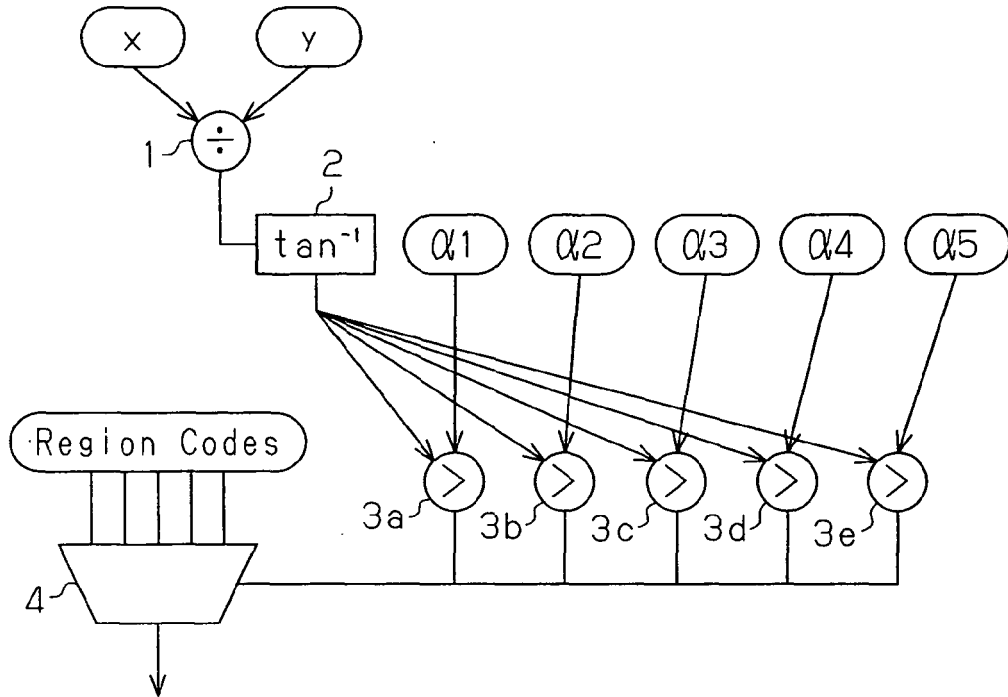 x
y
÷
1
2
tan⁻¹
α1
α2
α3
α4
α5
Region Codes
>
>
>
>
>
3a
3b
3c
3d
3e
4